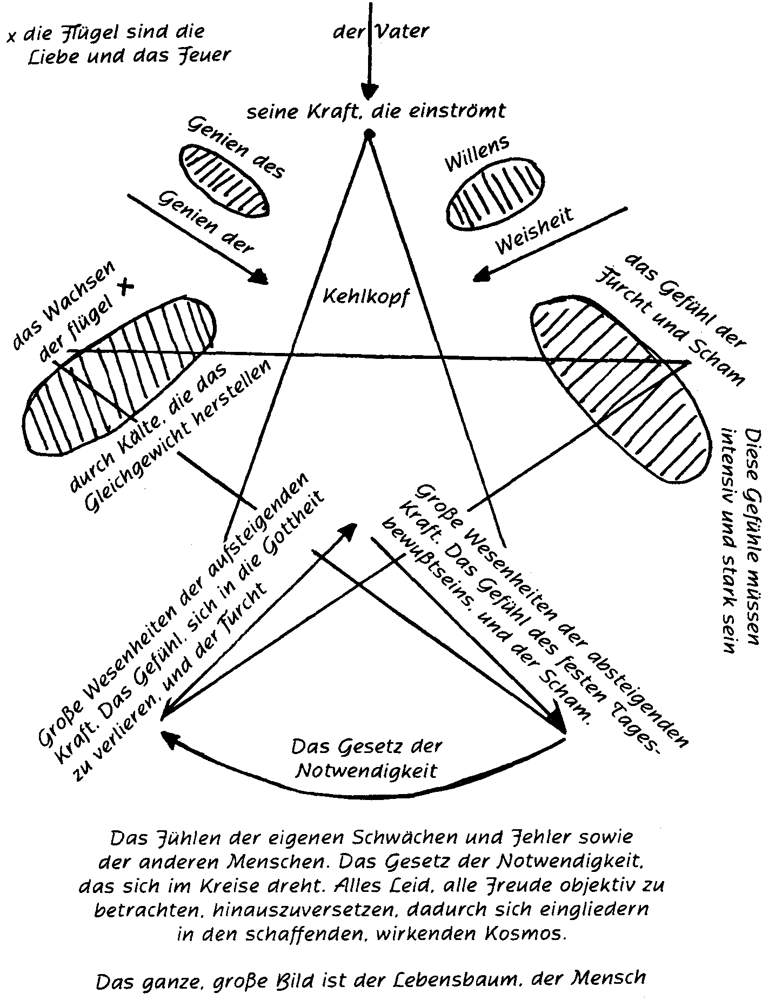 x die Flügel sind die
Liebe und das Feuer
der Vater
seine Kraft, die einströmt
Genien des
Willens
Genien der
Weisheit
Kehlkopf
das Wachsen
der flügel x
das Gefühl der
Furcht und Scham
durch Kälte, die das
Gleichgewicht herstellen
Diese Gefühle müssen
intensiv und stark sein
Große Wesenheiten der aufsteigenden
Kraft. Das Gefühl, sich in die Gottheit
zu verlieren, und der Furcht
Große Wesenheiten der absteigenden
Kraft. Das Gefühl des festen Tages-
bewußtseins, und der Scham.
Das Gesetz der
Notwendigkeit
Das Fühlen der eigenen Schwächen und Fehler sowie
der anderen Menschen. Das Gesetz der Notwendigkeit,
das sich im Kreise dreht. Alles Leid, alle Freude objektiv zu
betrachten, hinauszuversetzen, dadurch sich eingliedern
in den schaffenden, wirkenden Kosmos.
Das ganze, große Bild ist der Lebensbaum, der Mensch